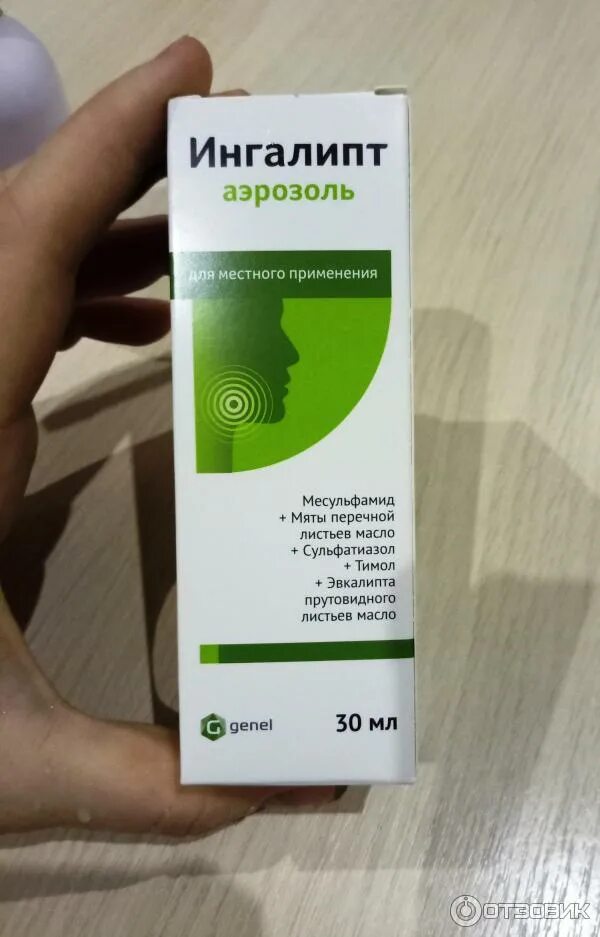 Ингалипт
аэрозоль
для местного применения
Месульфамид
+ Мяты перечной
листьев масло
+ Сульфатиазол
+ Тимол
+ Эвкалипта
прутовидного
листьев масло
G genel
30 мл
ОТЗОВИК